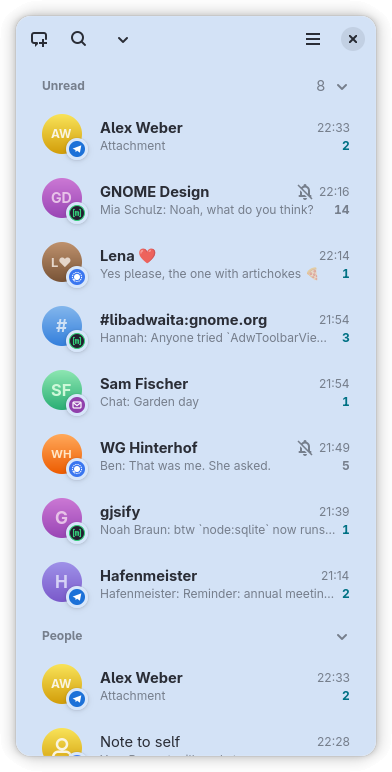 Unread 8
AW Alex Weber 22:33
Attachment 2
GD GNOME Design 22:16
Mia Schulz: Noah, what do you think? 14
L♥ Lena ❤️ 22:14
Yes please, the one with artichokes 🍕 1
# #libadwaita:gnome.org 21:54
Hannah: Anyone tried `AdwToolbarVie... 3
SF Sam Fischer 21:54
Chat: Garden day 1
WH WG Hinterhof 21:49
Ben: That was me. She asked. 5
G gjsify 21:39
Noah Braun: btw `node:sqlite` now runs... 1
H Hafenmeister 21:14
Hafenmeister: Reminder: annual meetin... 2
People
AW Alex Weber 22:33
Attachment 2
Note to self 22:28